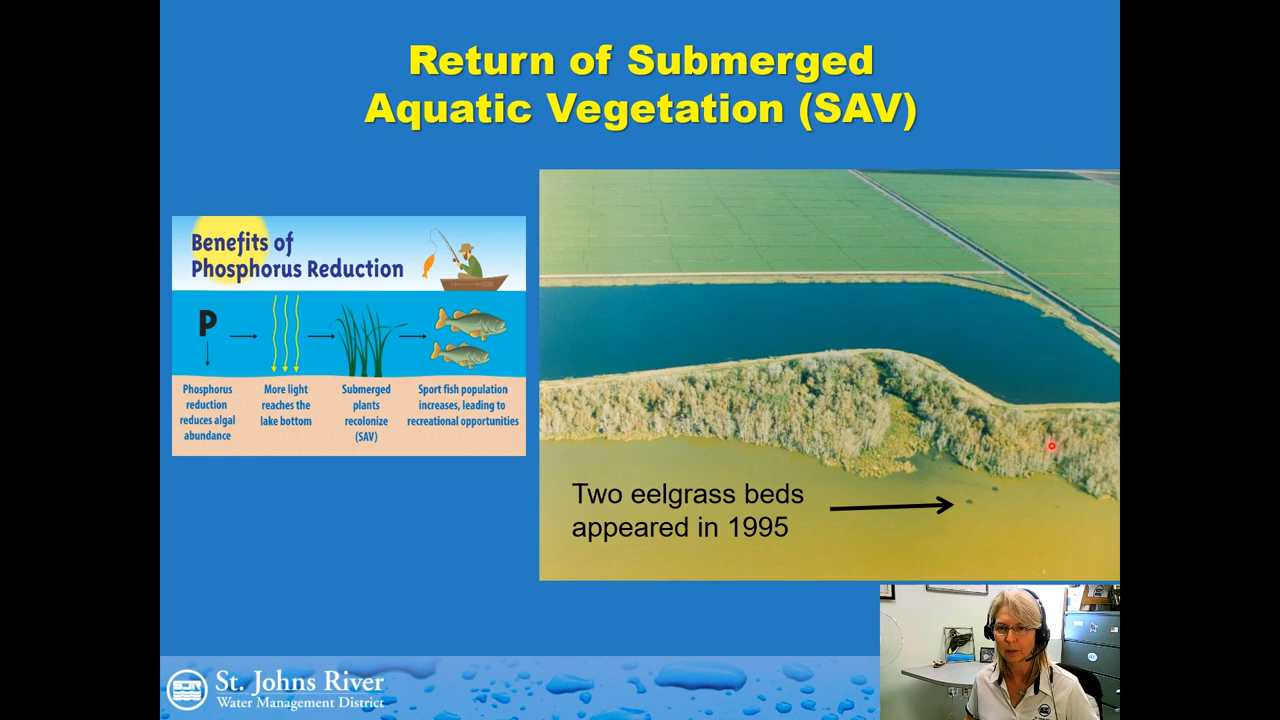 Return of Submerged
Aquatic Vegetation (SAV)
Benefits of
Phosphorus Reduction
P
Phosphorus
reduction
reduces algal
abundance
More light
reaches the
lake bottom
Submerged
plants
recolonize
(SAV)
Sport fish population
increases, leading to
recreational opportunities
Two eelgrass beds
appeared in 1995
St. Johns River
Water Management District